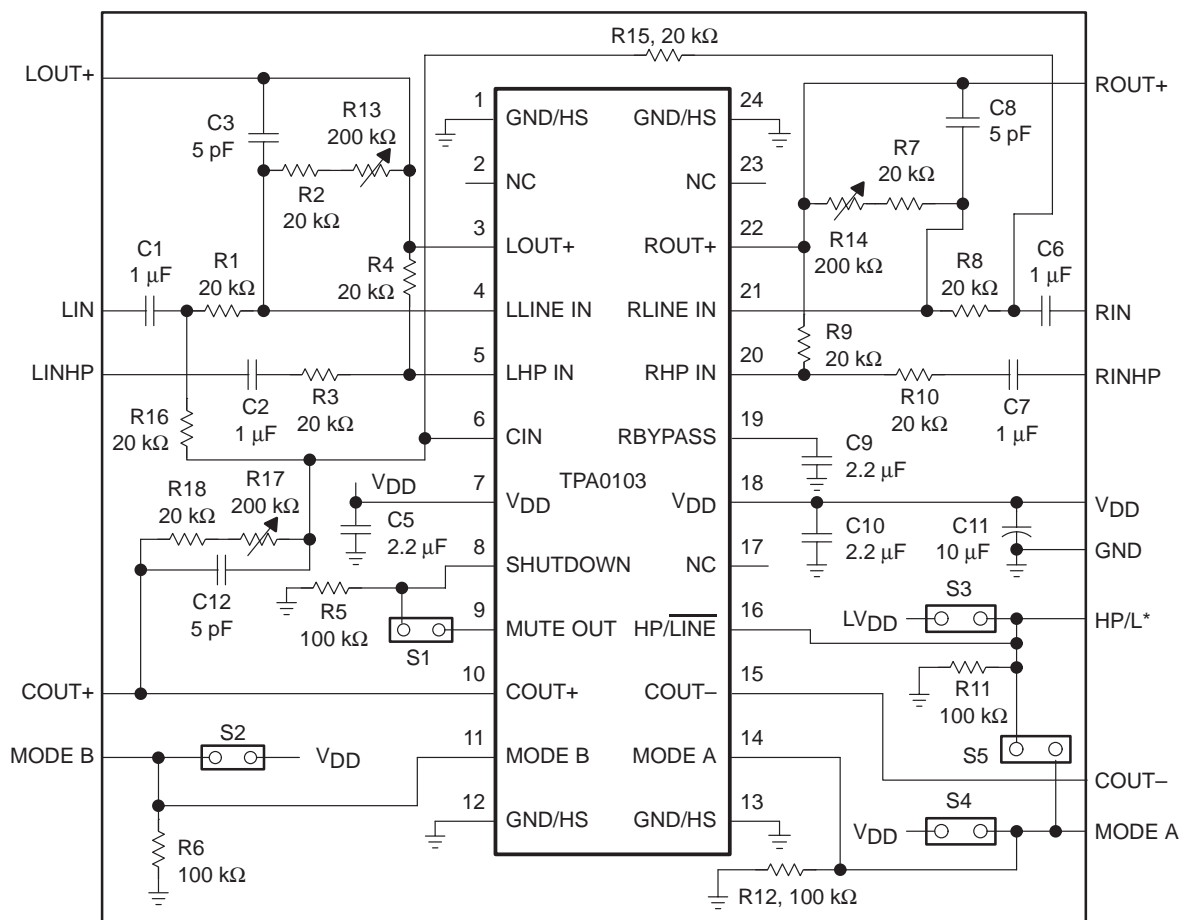 R15, 20 kΩ
LOUT+
ROUT+
C3
5 pF
R13
200 kΩ
R2
20 kΩ
1
GND/HS
2
NC
3
LOUT+
4
LLINE IN
5
LHP IN
6
CIN
7
VDD
8
SHUTDOWN
9
MUTE OUT
10
COUT+
11
MODE B
12
GND/HS
TPA0103
24
GND/HS
23
NC
22
ROUT+
21
RLINE IN
20
RHP IN
19
RBYPASS
18
VDD
17
NC
16
HP/LINE
15
COUT–
14
MODE A
13
GND/HS
C8
5 pF
R7
20 kΩ
R14
200 kΩ
C1
1 µF
R1
20 kΩ
R4
20 kΩ
LIN
LINHP
C2
1 µF
R3
20 kΩ
R16
20 kΩ
R8
20 kΩ
C6
1 µF
RIN
R9
20 kΩ
RINHP
R10
20 kΩ
C7
1 µF
C9
2.2 µF
R18
20 kΩ
R17
200 kΩ
VDD
C5
2.2 µF
C12
5 pF
R5
100 kΩ
S1
C10
2.2 µF
C11
10 µF
VDD
GND
S3
LVDD
HP/L*
R11
100 kΩ
COUT+
MODE B
S2
VDD
R6
100 kΩ
S5
COUT–
S4
VDD
MODE A
R12, 100 kΩ